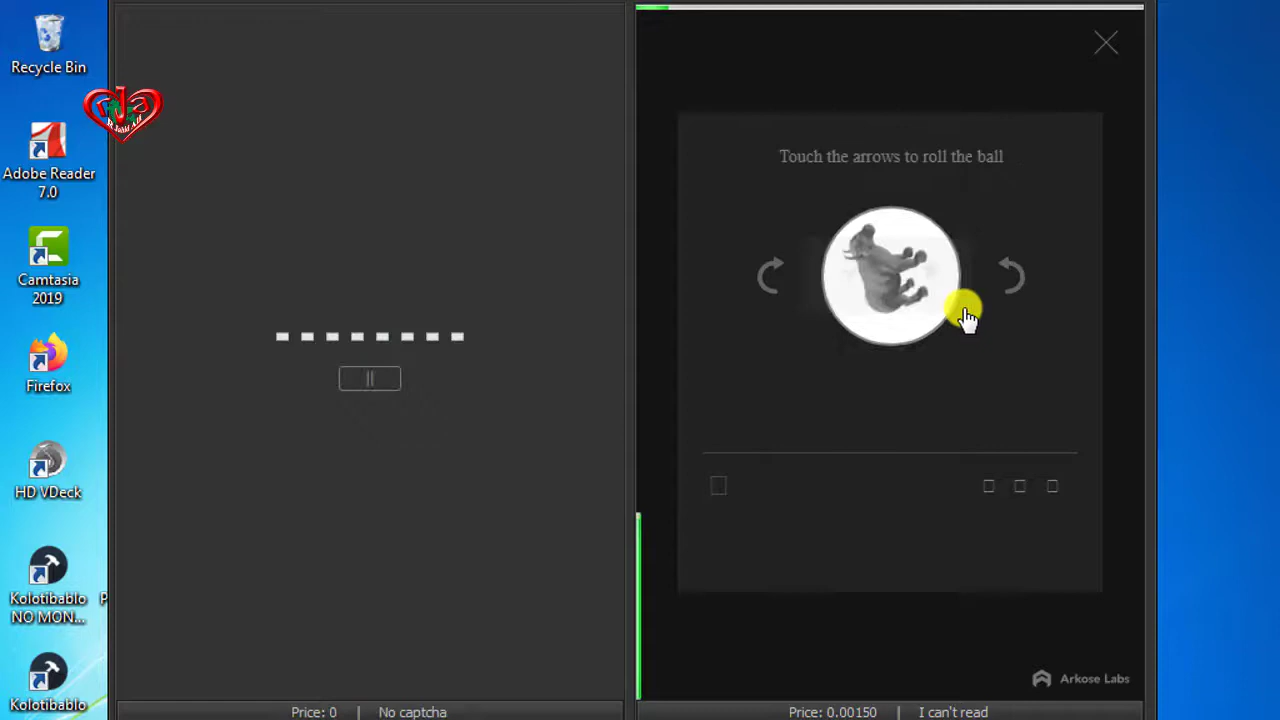 Recycle Bin
Adobe Reader
7.0
Camtasia
2019
Firefox
HD VDeck
Kolotibablo
NO MON...
Kolotibablo
Touch the arrows to roll the ball
Arkose Labs
Price: 0 | No captcha
Price: 0.00150 | I can't read